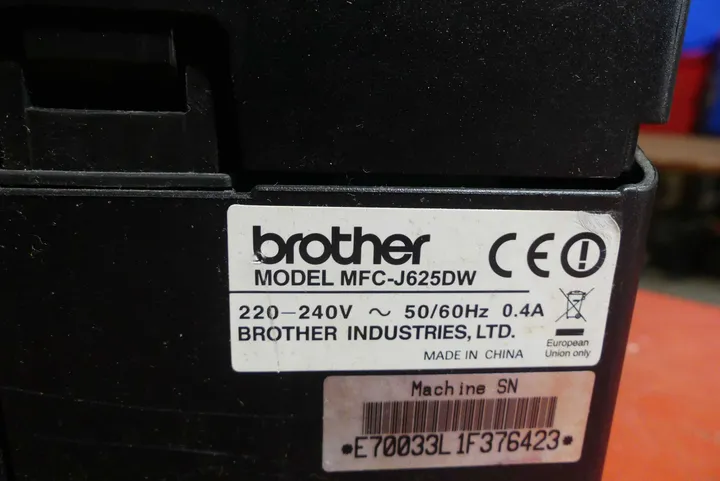 brother
MODEL MFC-J625DW
220-240V ~ 50/60Hz 0.4A
BROTHER INDUSTRIES, LTD.
MADE IN CHINA
CE
European
Union only
Machine SN
*E70033L1F376423*